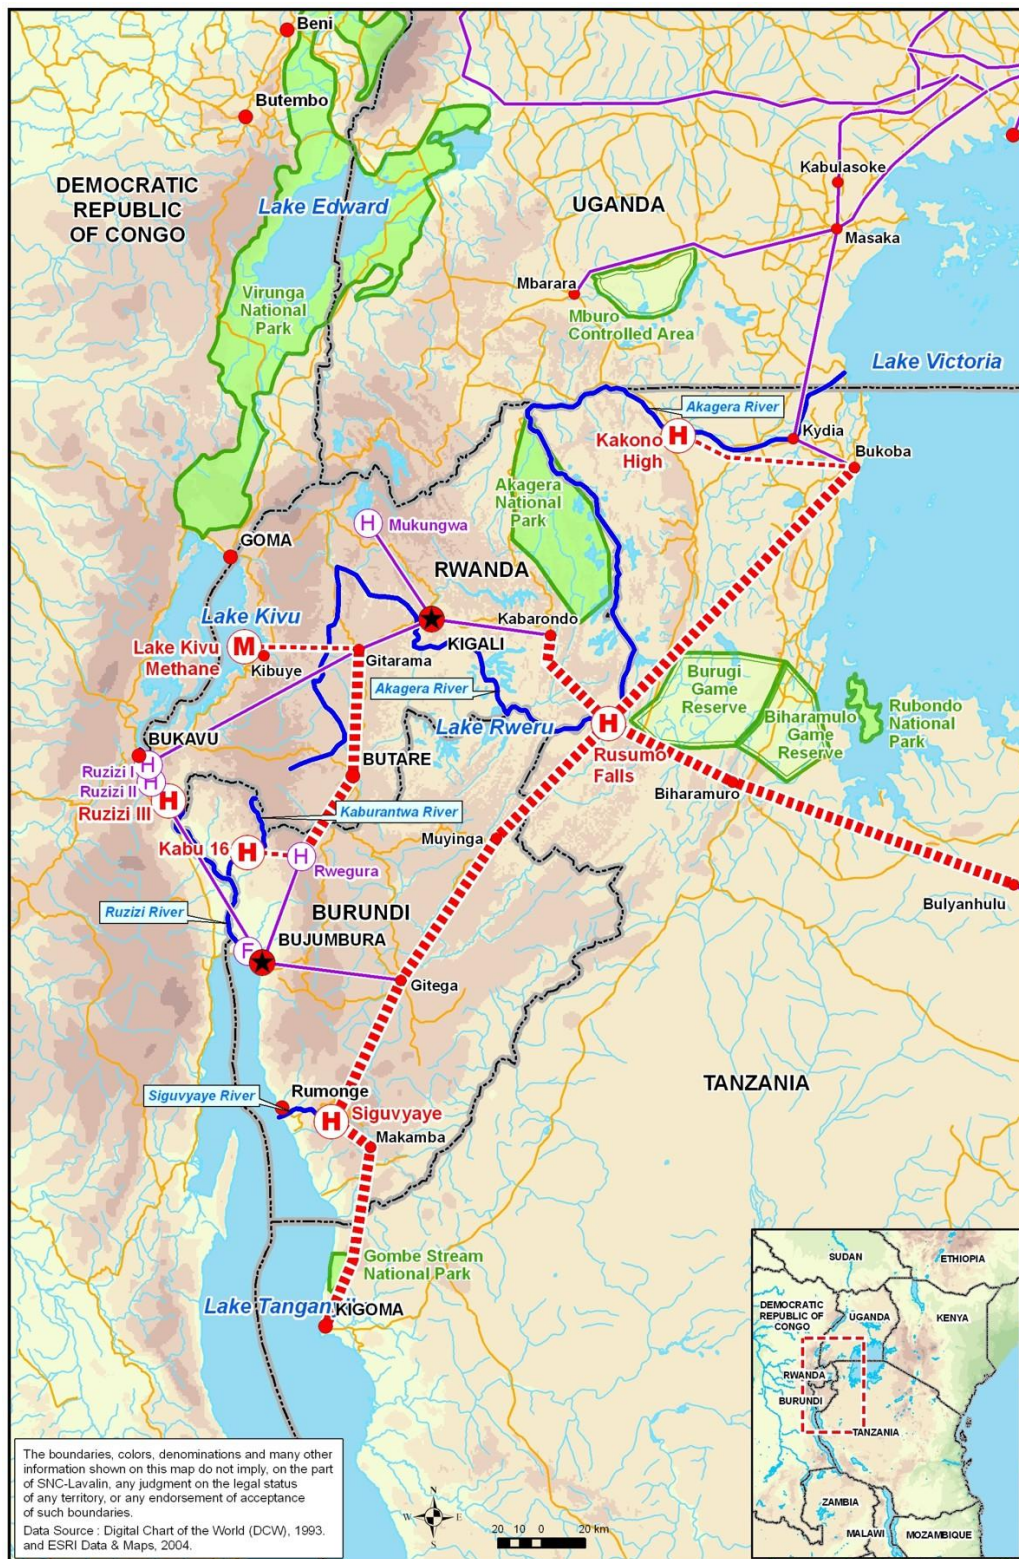 Beni
Butembo
DEMOCRATIC
REPUBLIC
OF CONGO
Lake Edward
UGANDA
Kabulasoke
Masaka
Mbarara
Mburo
Controlled Area
Virunga
National
Park
Lake Victoria
Akagera River
Kakono
High
H
Kydia
Bukoba
Akagera
National
Park
H
Mukungwa
GOMA
RWANDA
Lake Kivu
Kabarondo
KIGALI
Lake Kivu
Methane
M
Kibuye
Gitarama
Akagera River
Burugi
Game
Reserve
Biharamulo
Game
Reserve
Rubondo
National
Park
Lake Rweru
H
Rusumo
Falls
BUKAVU
H
Ruzizi I
H
Ruzizi II
H
Ruzizi III
BUTARE
Biharamuro
Kaburantwa River
Muyinga
Kabu 16
H
H
Rwegura
Bulyanhulu
Ruzizi River
BURUNDI
BUJUMBURA
F
Gitega
TANZANIA
Siguvyaye River
Rumonge
H
Siguvyaye
Makamba
Gombe Stream
National Park
Lake Tangan
KIGOMA
SUDAN
ETHIOPIA
DEMOCRATIC
REPUBLIC OF
CONGO
UGANDA
KENYA
RWANDA
BURUNDI
TANZANIA
ZAMBIA
MALAWI
MOZAMBIQUE
The boundaries, colors, denominations and many other
information shown on this map do not imply, on the part
of SNC-Lavalin, any judgment on the legal status
of any territory, or any endorsement of acceptance
of such boundaries.
Data Source : Digital Chart of the World (DCW), 1993.
and ESRI Data & Maps, 2004.
N
W
E
S
20 10 0 20 km